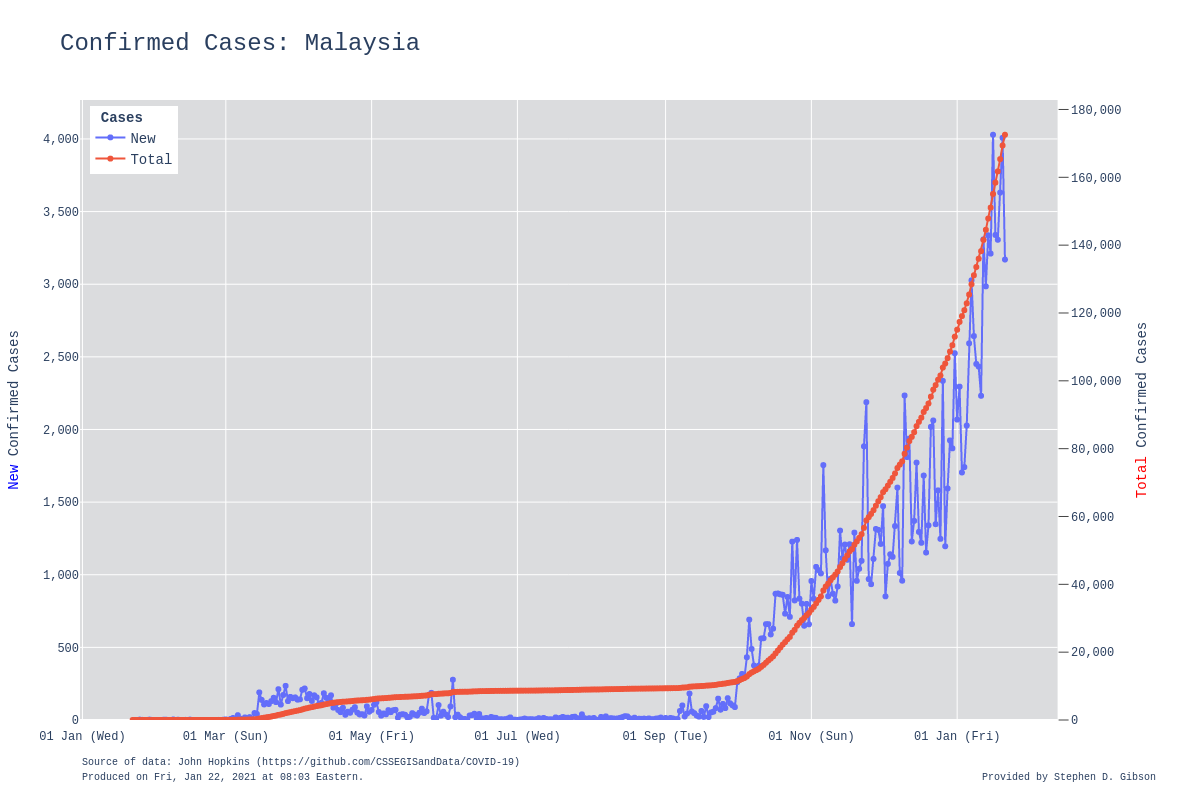 Confirmed Cases: Malaysia
Cases
New
Total
4,000
3,500
3,000
2,500
2,000
1,500
1,000
500
0
New Confirmed Cases
180,000
160,000
140,000
120,000
100,000
80,000
60,000
40,000
20,000
0
Total Confirmed Cases
01 Jan (Wed)
01 Mar (Sun)
01 May (Fri)
01 Jul (Wed)
01 Sep (Tue)
01 Nov (Sun)
01 Jan (Fri)
Source of data: John Hopkins (https://github.com/CSSEGISandData/COVID-19)
Produced on Fri, Jan 22, 2021 at 08:03 Eastern.
Provided by Stephen D. Gibson